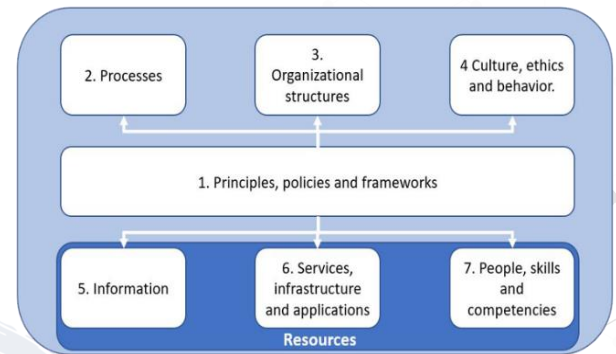 2. Processes
3.
Organizational
structures
4 Culture, ethics
and behavior.
1. Principles, policies and frameworks
5. Information
6. Services,
infrastructure
and applications
7. People, skills
and
competencies
Resources